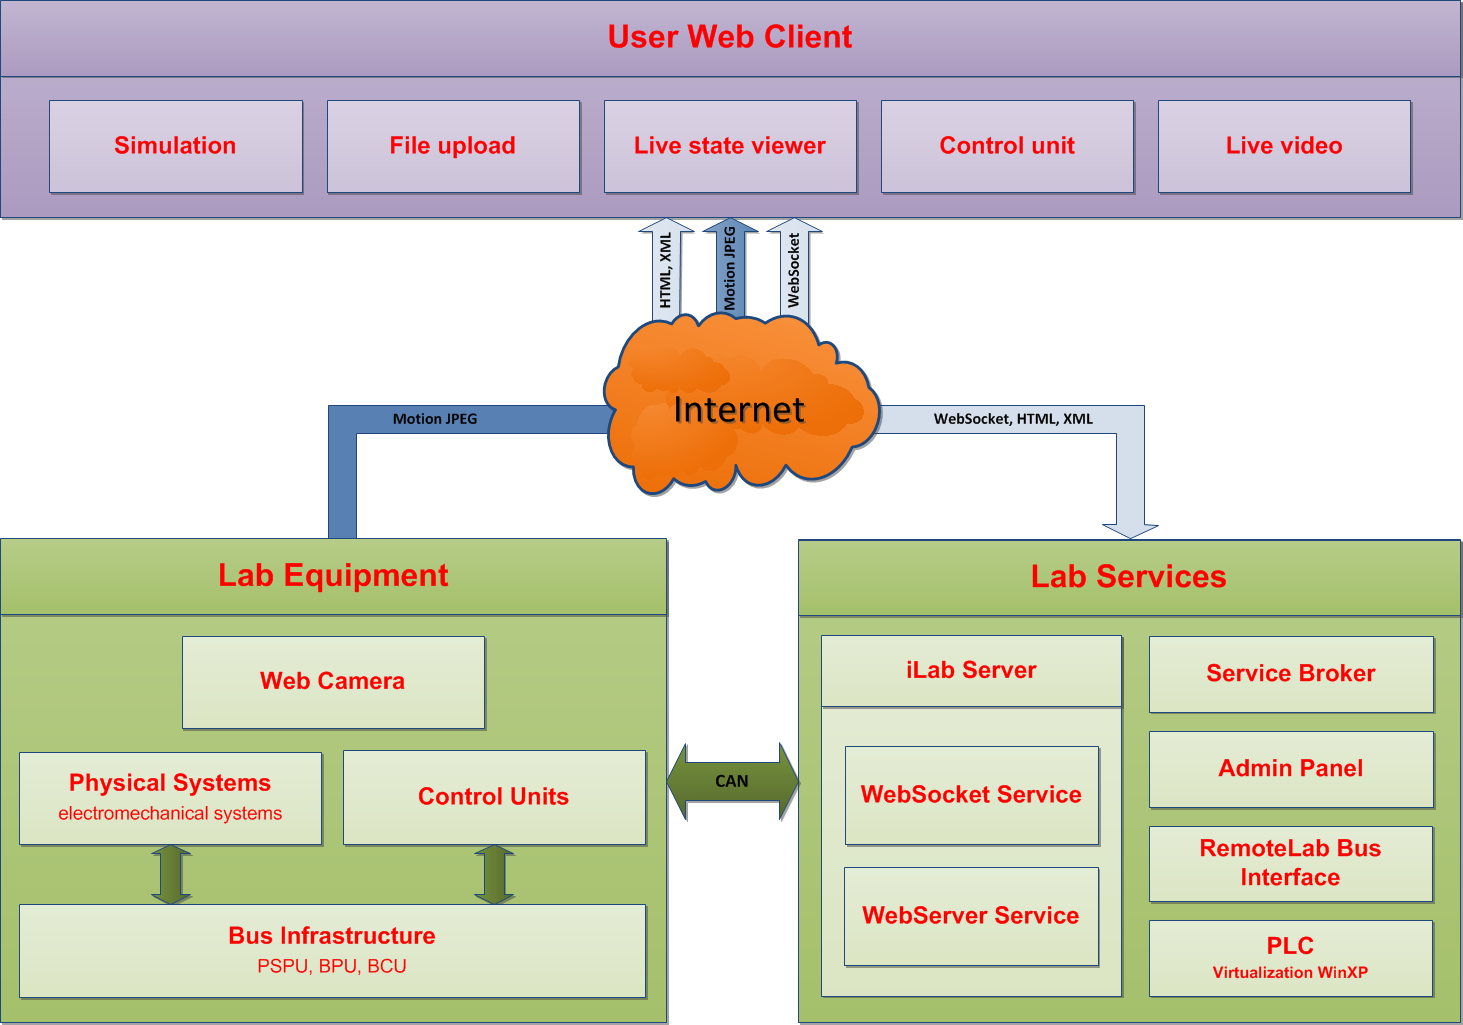 User Web Client
Simulation
File upload
Live state viewer
Control unit
Live video
HTML, XML
Motion JPEG
WebSocket
Internet
Motion JPEG
WebSocket, HTML, XML
Lab Equipment
Web Camera
Physical Systems
electromechanical systems
Control Units
Bus Infrastructure
PSPU, BPU, BCU
CAN
Lab Services
iLab Server
WebSocket Service
WebServer Service
Service Broker
Admin Panel
RemoteLab Bus
Interface
PLC
Virtualization WinXP